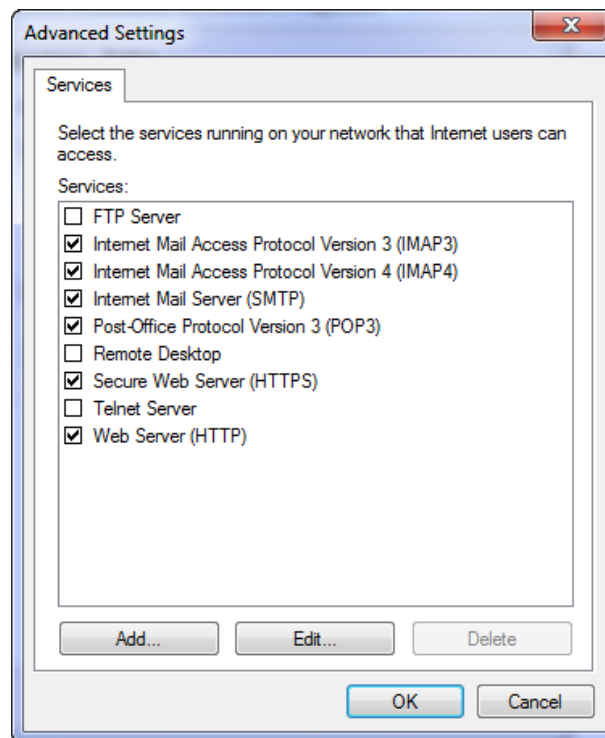 Advanced Settings
Services
Select the services running on your network that Internet users can
access.
Services:
FTP Server
Internet Mail Access Protocol Version 3 (IMAP3)
Internet Mail Access Protocol Version 4 (IMAP4)
Internet Mail Server (SMTP)
Post-Office Protocol Version 3 (POP3)
Remote Desktop
Secure Web Server (HTTPS)
Telnet Server
Web Server (HTTP)
Add...
Edit...
Delete
OK
Cancel